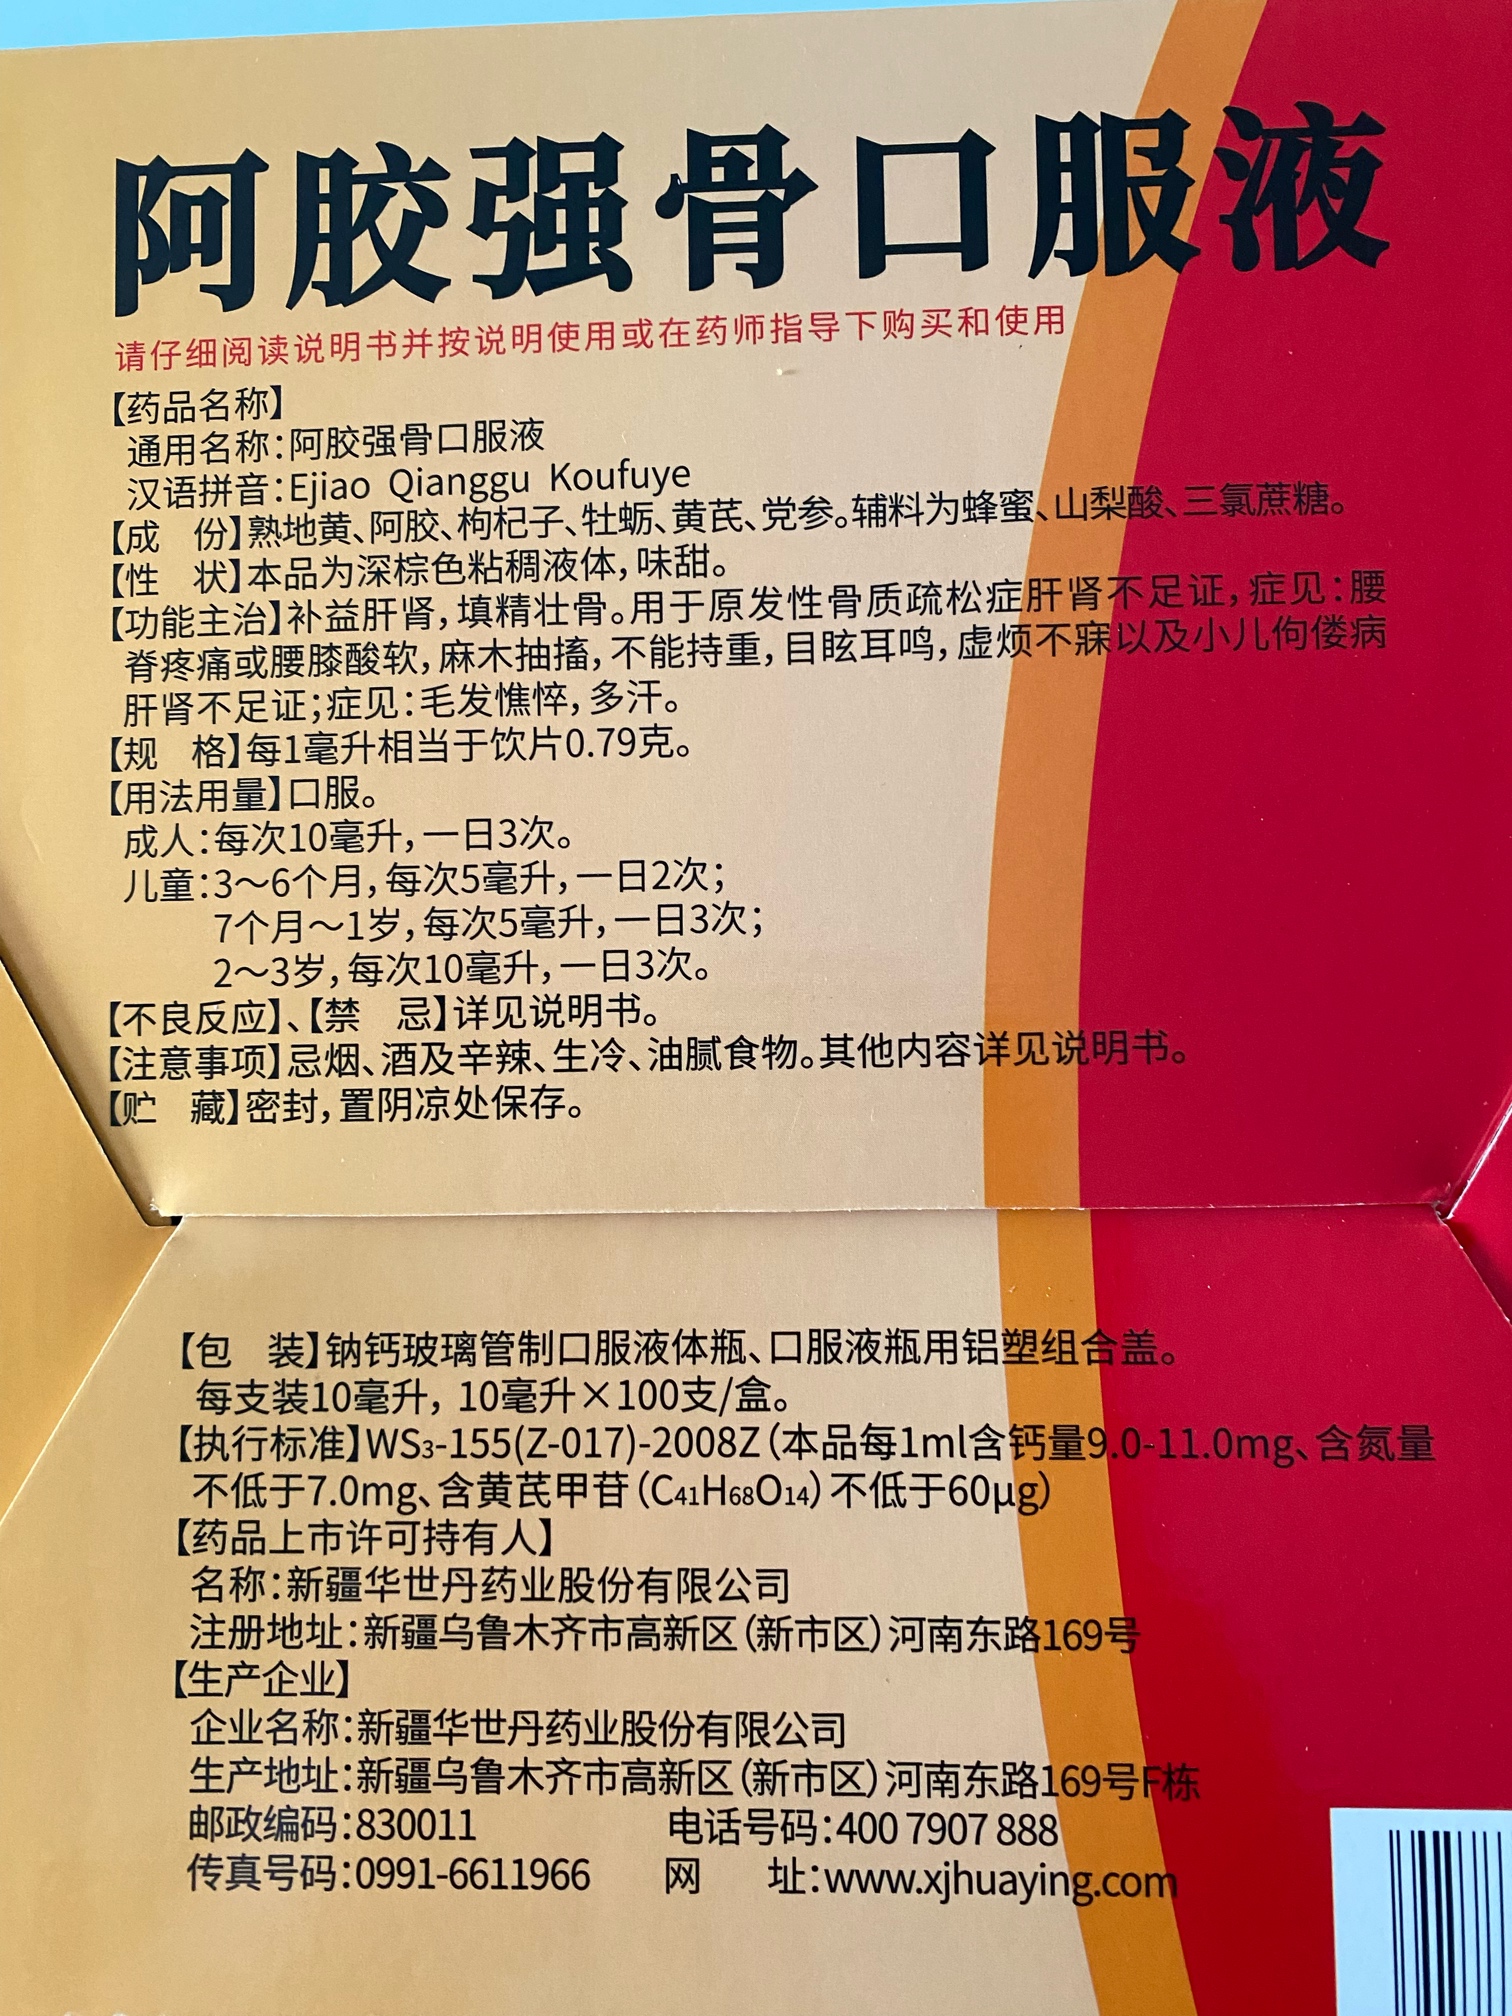 阿胶强骨口服液
请仔细阅读说明书并按说明使用或在药师指导下购买和使用
【药品名称】
通用名称：阿胶强骨口服液
汉语拼音：Ejiao Qianggu Koufuye
【成 份】熟地黄、阿胶、枸杞子、牡蛎、黄芪、党参。辅料为蜂蜜、山梨酸、三氯蔗糖。
【性 状】本品为深棕色粘稠液体，味甜。
【功能主治】补益肝肾，填精壮骨。用于原发性骨质疏松症肝肾不足证，症见：腰
脊疼痛或腰膝酸软，麻木抽搐，不能持重，目眩耳鸣，虚烦不寐以及小儿佝偻病
肝肾不足证；症见：毛发憔悴，多汗。
【规 格】每1毫升相当于饮片0.79克。
【用法用量】口服。
成人：每次10毫升，一日3次。
儿童：3～6个月，每次5毫升，一日2次；
7个月～1岁，每次5毫升，一日3次；
2～3岁，每次10毫升，一日3次。
【不良反应】、【禁 忌】详见说明书。
【注意事项】忌烟、酒及辛辣、生冷、油腻食物。其他内容详见说明书。
【贮 藏】密封，置阴凉处保存。
【包 装】钠钙玻璃管制口服液体瓶、口服液瓶用铝塑组合盖。
每支装10毫升，10毫升×100支/盒。
【执行标准】WS₃-155(Z-017)-2008Z（本品每1ml含钙量9.0-11.0mg、含氮量
不低于7.0mg、含黄芪甲苷（C₄₁H₆₈O₁₄）不低于60μg）
【药品上市许可持有人】
名称：新疆华世丹药业股份有限公司
注册地址：新疆乌鲁木齐市高新区（新市区）河南东路169号
【生产企业】
企业名称：新疆华世丹药业股份有限公司
生产地址：新疆乌鲁木齐市高新区（新市区）河南东路169号F栋
邮政编码：830011 电话号码：400 7907 888
传真号码：0991-6611966 网 址：www.xjhuaying.com